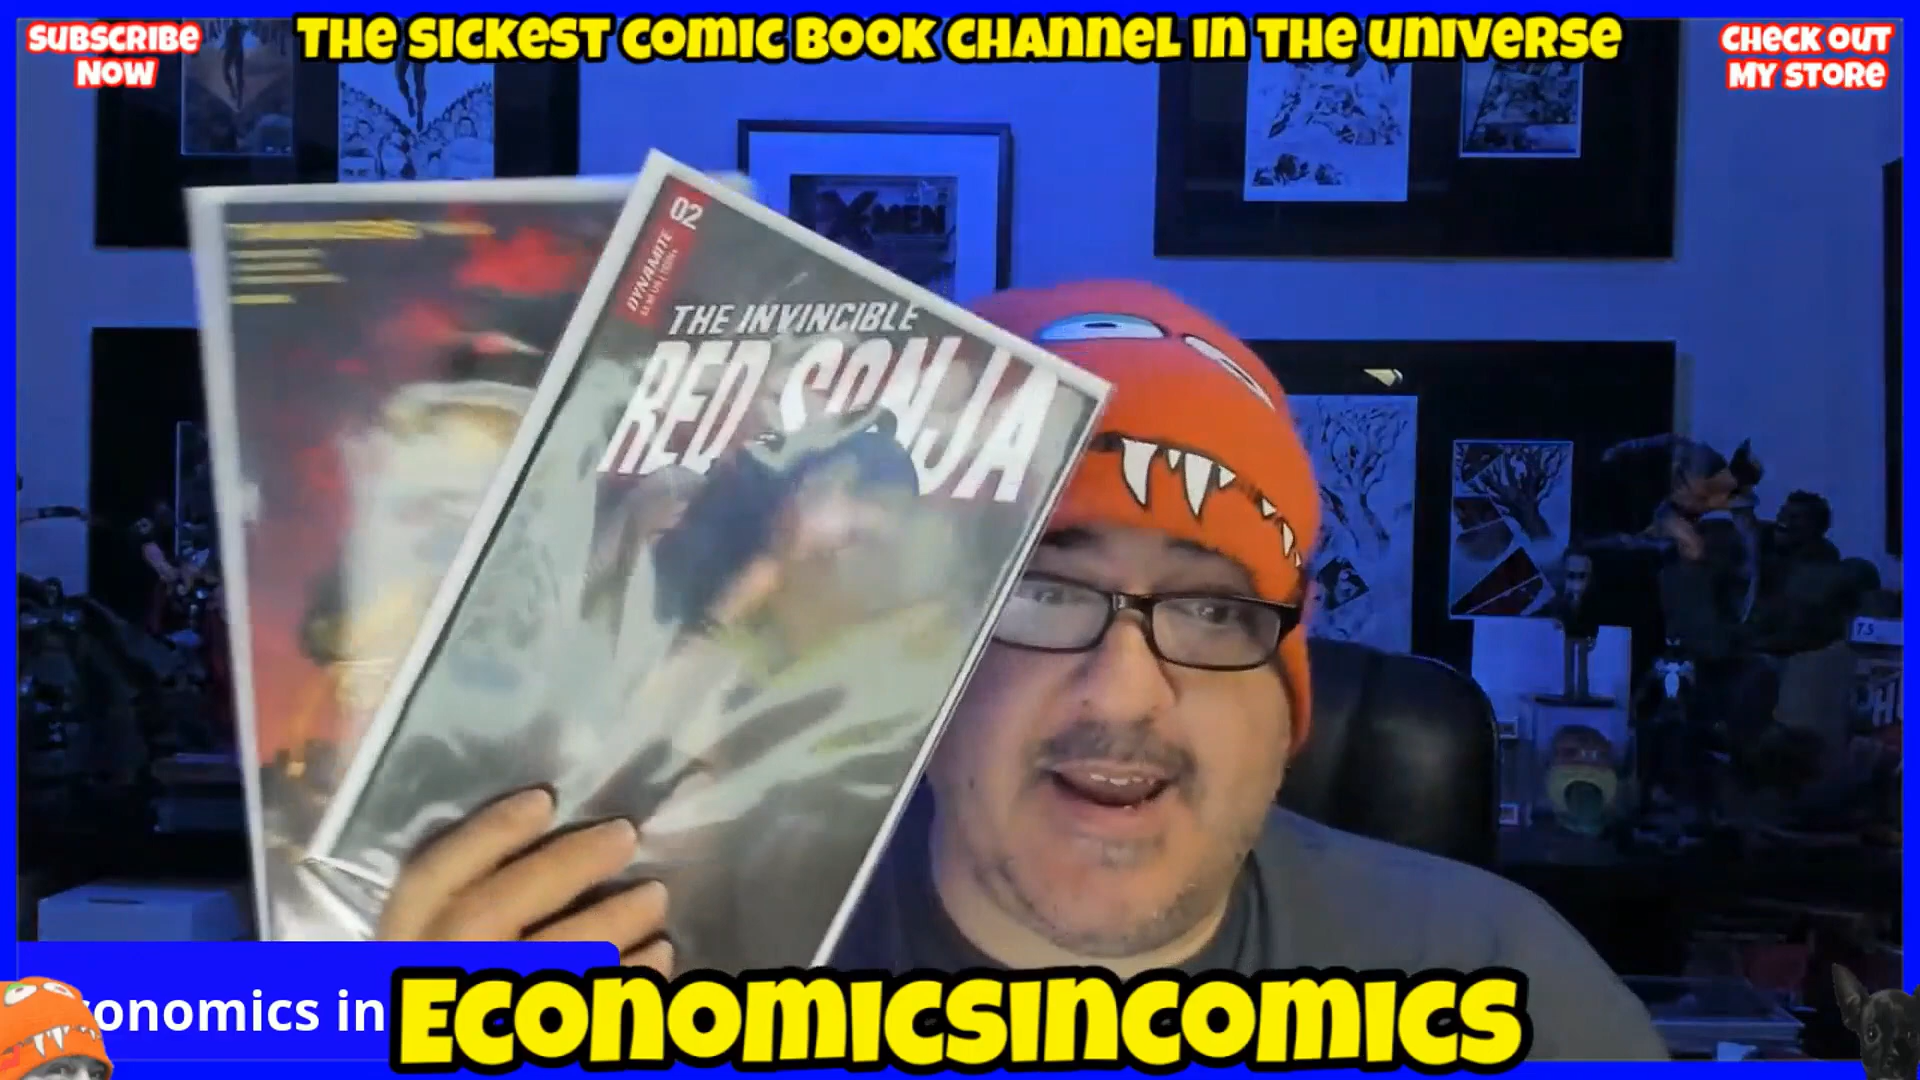 SUBSCRIBE
NOW
THE SICKEST COMIC BOOK CHANNEL IN THE UNIVERSE
CHECK OUT
MY STORE
X-MEN
02
DYNAMITE
THE INVINCIBLE
RED SONJA
onomics in
ECONOMICSINCOMICS